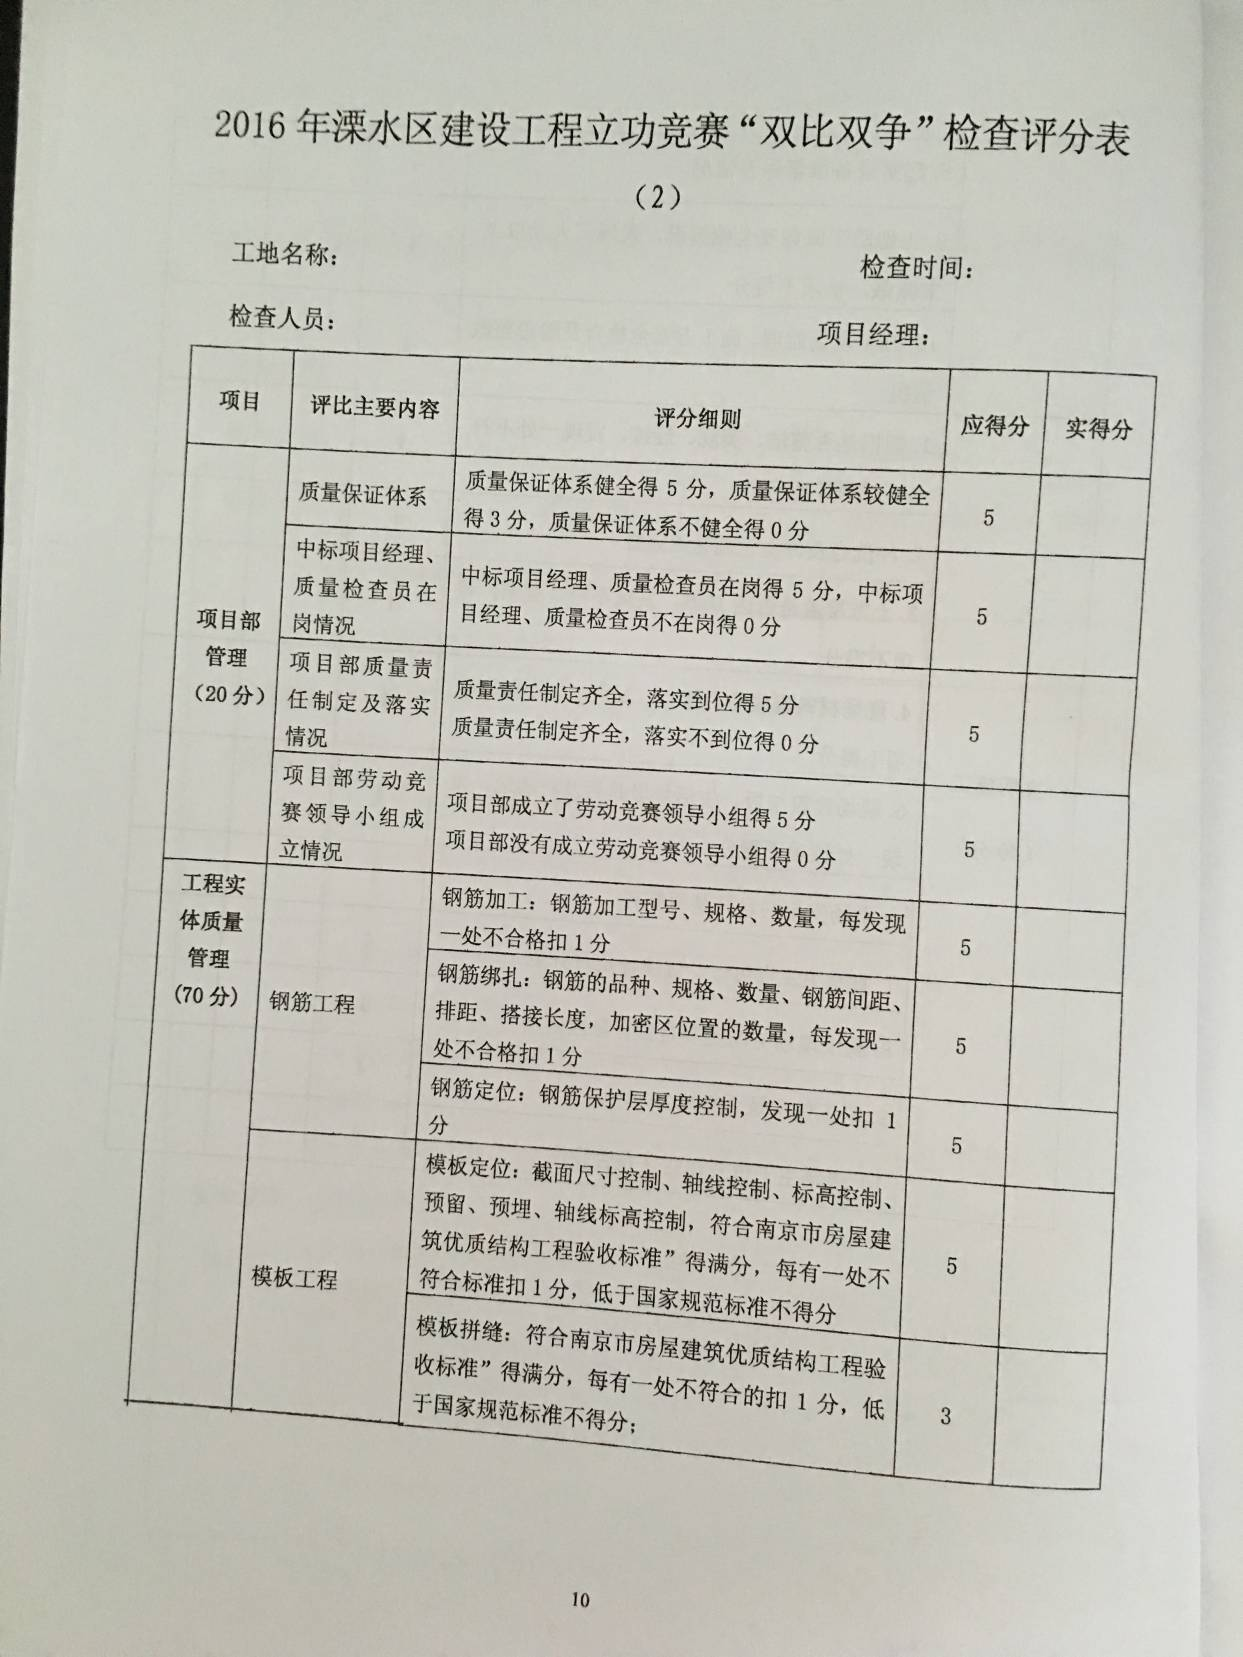 2016 年溧水区建设工程立功竞赛“双比双争”检查评分表
（2）
工地名称：
检查时间：
检查人员：
项目经理：
项目
评比主要内容
评分细则
应得分
实得分
项目部
管理
（20 分）
质量保证体系
质量保证体系健全得 5 分，质量保证体系较健全
得 3 分，质量保证体系不健全得 0 分
5
中标项目经理、
质量检查员在
岗情况
中标项目经理、质量检查员在岗得 5 分，中标项
目经理、质量检查员不在岗得 0 分
5
项目部质量责
任制定及落实
情况
质量责任制定齐全，落实到位得 5 分
质量责任制定齐全，落实不到位得 0 分
5
项目部劳动竞
赛领导小组成
立情况
项目部成立了劳动竞赛领导小组得 5 分
项目部没有成立劳动竞赛领导小组得 0 分
5
工程实
体质量
管理
（70 分）
钢筋工程
钢筋加工：钢筋加工型号、规格、数量，每发现
一处不合格扣 1 分
5
钢筋绑扎：钢筋的品种、规格、数量、钢筋间距、
排距、搭接长度，加密区位置的数量，每发现一
处不合格扣 1 分
5
钢筋定位：钢筋保护层厚度控制，发现一处扣 1
分
5
模板工程
模板定位：截面尺寸控制、轴线控制、标高控制、
预留、预埋、轴线标高控制，符合南京市房屋建
筑优质结构工程验收标准”得满分，每有一处不
符合标准扣 1 分，低于国家规范标准不得分
5
模板拼缝：符合南京市房屋建筑优质结构工程验
收标准”得满分，每有一处不符合的扣 1 分，低
于国家规范标准不得分；
3
10